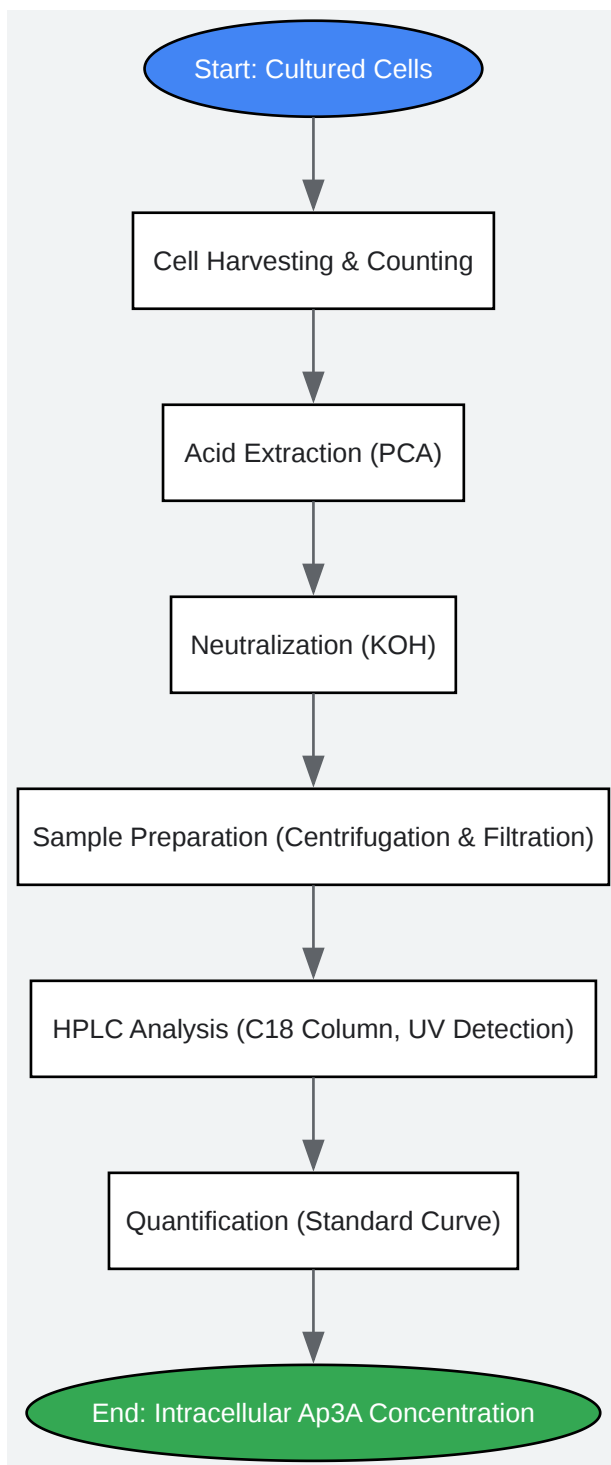 Start: Cultured Cells
Cell Harvesting & Counting
Acid Extraction (PCA)
Neutralization (KOH)
Sample Preparation (Centrifugation & Filtration)
HPLC Analysis (C18 Column, UV Detection)
Quantification (Standard Curve)
End: Intracellular Ap3A Concentration